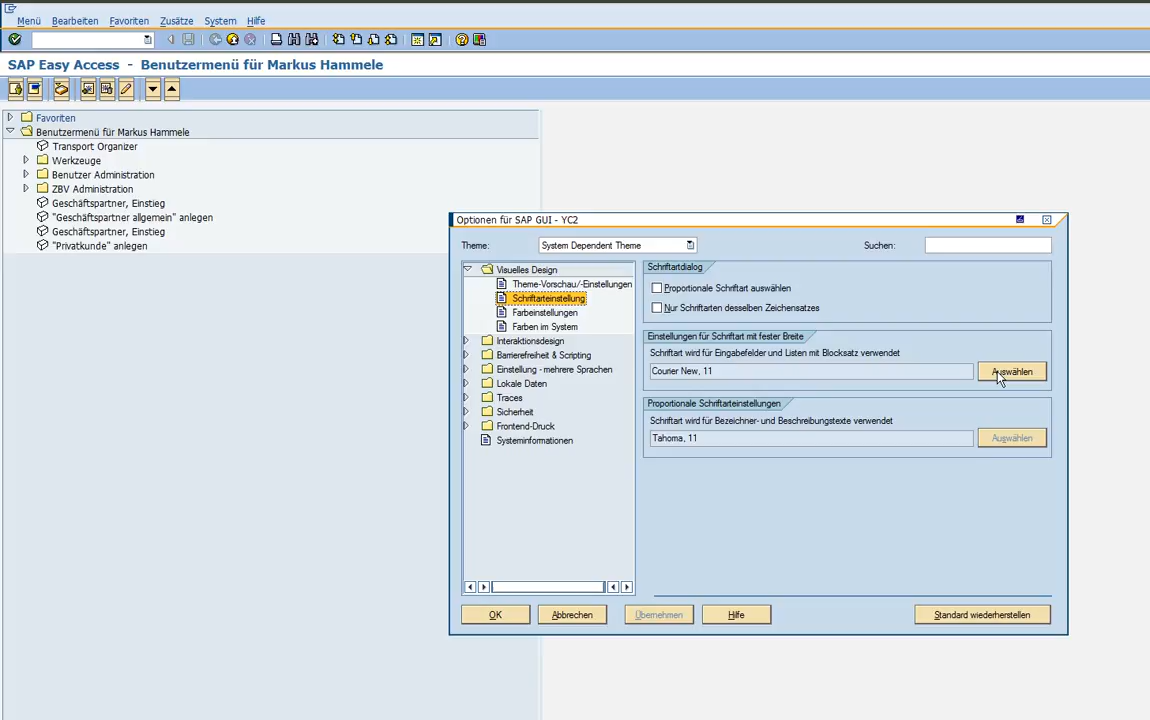 Menü Bearbeiten Favoriten Zusätze System Hilfe
SAP Easy Access - Benutzermenü für Markus Hammele
Favoriten
Benutzermenü für Markus Hammele
Transport Organizer
Werkzeuge
Benutzer Administration
ZBV Administration
Geschäftspartner, Einstieg
"Geschäftspartner allgemein" anlegen
Geschäftspartner, Einstieg
"Privatkunde" anlegen
Optionen für SAP GUI - YC2
Theme: System Dependent Theme Suchen:
Visuelles Design
Theme-Vorschau/-Einstellungen
Schriftarteinstellung
Farbeinstellungen
Farben im System
Interaktionsdesign
Barrierefreiheit & Scripting
Einstellung - mehrere Sprachen
Lokale Daten
Traces
Sicherheit
Frontend-Druck
Systeminformationen
Schriftartdialog
Proportionale Schriftart auswählen
Nur Schriftarten desselben Zeichensatzes
Einstellungen für Schriftart mit fester Breite
Schriftart wird für Eingabefelder und Listen mit Blocksatz verwendet
Courier New, 11 Auswählen
Proportionale Schriftarteinstellungen
Schriftart wird für Bezeichner- und Beschreibungstexte verwendet
Tahoma, 11 Auswählen
OK Abbrechen Übernehmen Hilfe Standard wiederherstellen